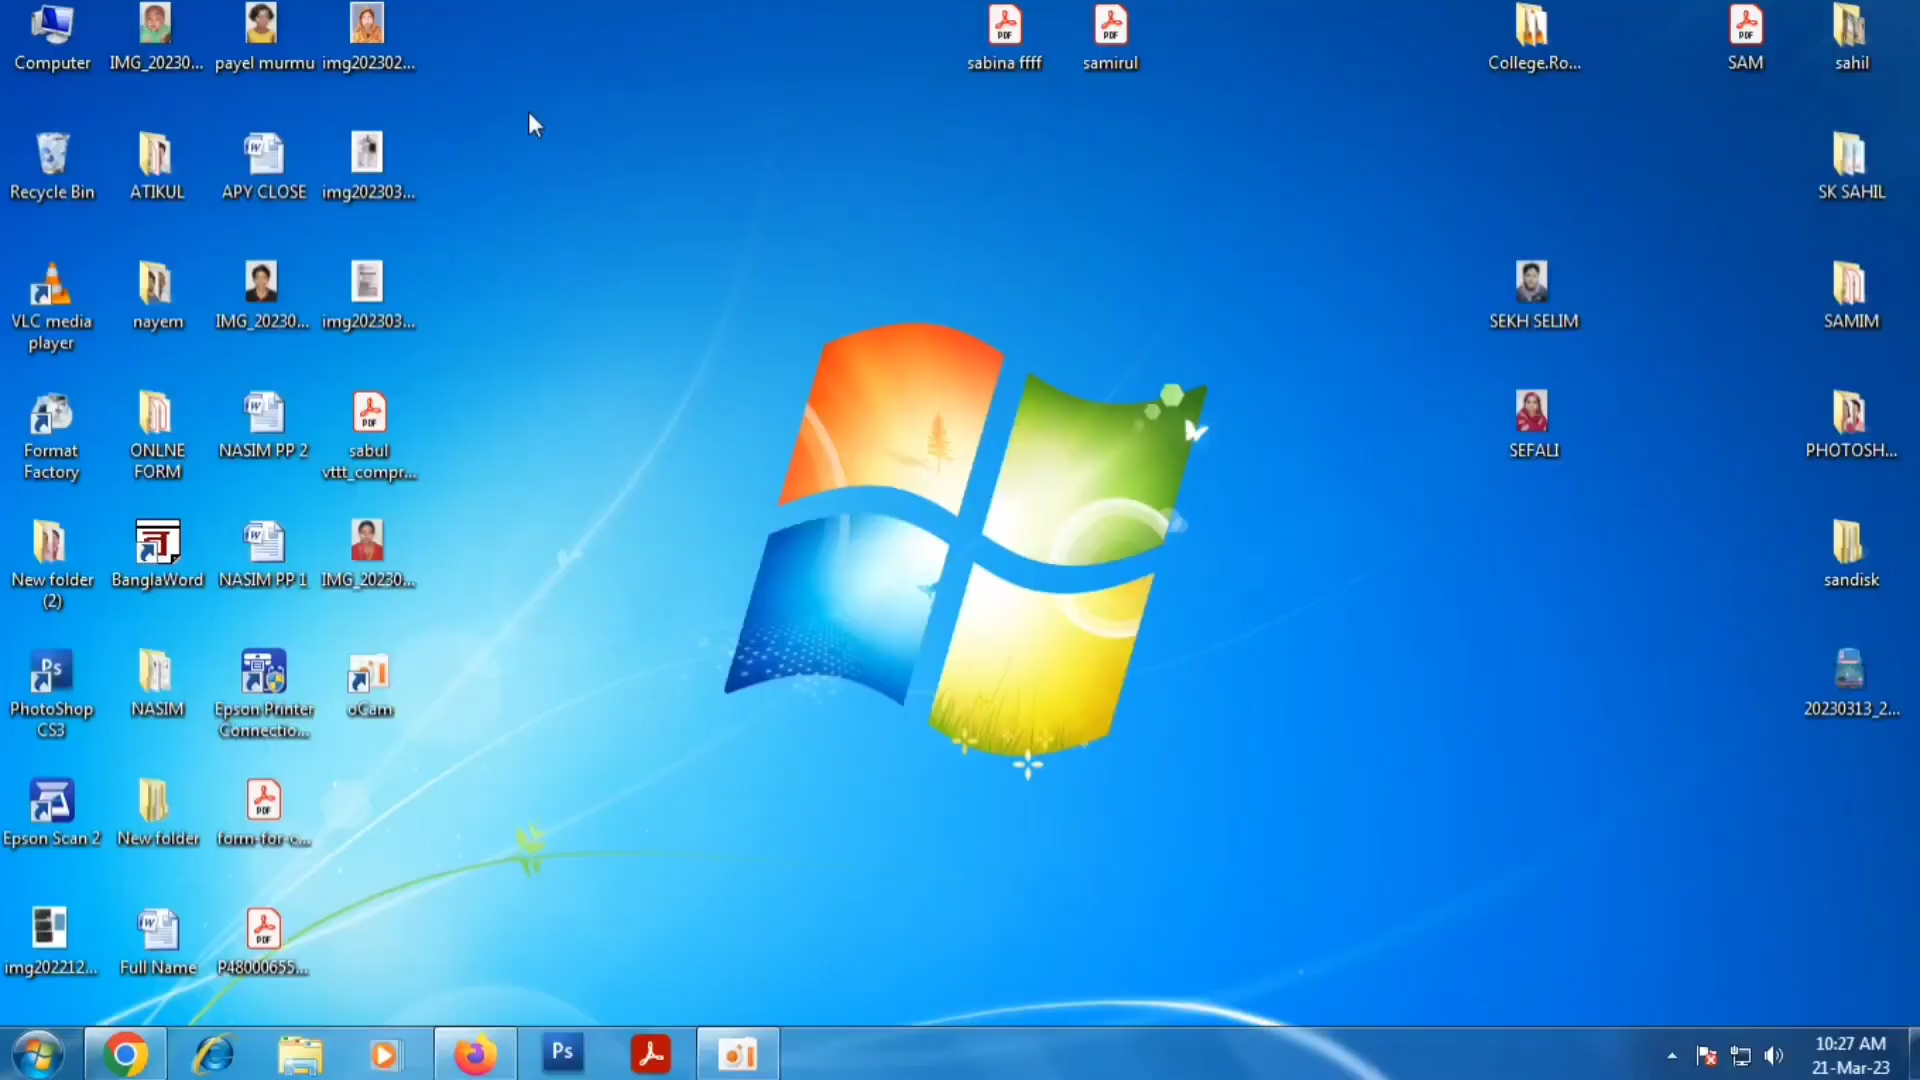 Computer
IMG_20230...
payel murmu
img202302...
sabina ffff
samirul
College.Ro...
SAM
sahil
Recycle Bin
ATIKUL
APY CLOSE
img202303...
SK SAHIL
VLC media
player
nayem
IMG_20230...
img202303...
SEKH SELIM
SAMIM
Format
Factory
ONLNE
FORM
NASIM PP 2
sabul
vttt_compr...
SEFALI
PHOTOSH...
New folder
(2)
BanglaWord
NASIM PP 1
IMG_20230...
sandisk
PhotoShop
CS3
NASIM
Epson Printer
Connectio...
oCam
20230313_2...
Epson Scan 2
New folder
form-for-c...
img202212...
Full Name
P48000655...
Ps
10:27 AM
21-Mar-23